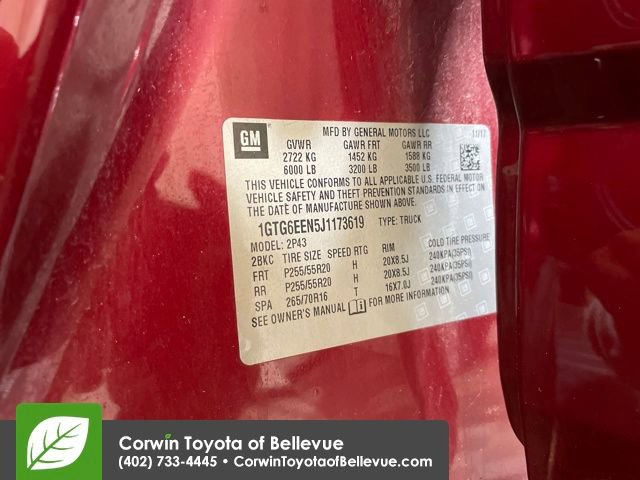 GM
MFD BY GENERAL MOTORS LLC 11/17
GVWR GAWR FRT GAWR RR
2722 KG 1452 KG 1588 KG
6000 LB 3200 LB 3500 LB
THIS VEHICLE CONFORMS TO ALL APPLICABLE U.S. FEDERAL MOTOR
VEHICLE SAFETY AND THEFT PREVENTION STANDARDS IN EFFECT ON
THE DATE OF MANUFACTURE SHOWN ABOVE.
1GTG6EEN5J1173619 TYPE: TRUCK
MODEL: 2P43
2BKC TIRE SIZE SPEED RTG RIM COLD TIRE PRESSURE
FRT P255/55R20 H 20X8.5J 240KPA(35PSI)
RR P255/55R20 H 20X8.5J 240KPA(35PSI)
SPA 265/70R16 T 16X7.0J 240KPA(35PSI)
SEE OWNER'S MANUAL FOR MORE INFORMATION
Corwin Toyota of Bellevue
(402) 733-4445 • CorwinToyotaofBellevue.com